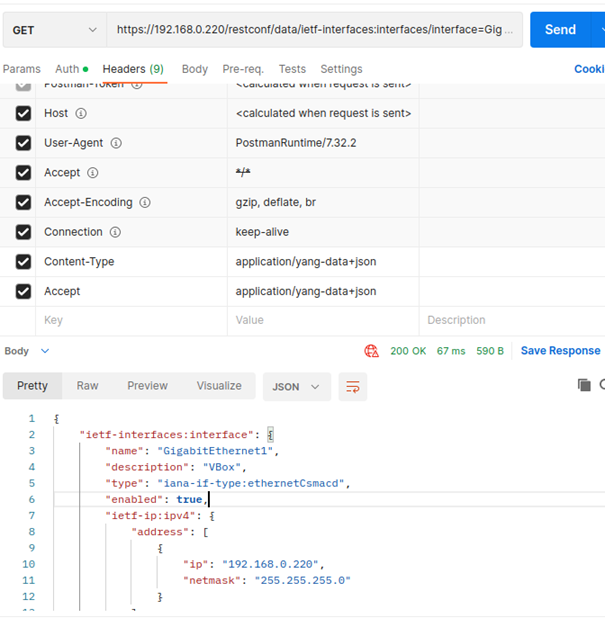 GET https://192.168.0.220/restconf/data/ietf-interfaces:interfaces/interface=Gig ... Send
Params Auth Headers (9) Body Pre-req. Tests Settings Cooki
Postman-Token <calculated when request is sent>
Host <calculated when request is sent>
User-Agent PostmanRuntime/7.32.2
Accept */*
Accept-Encoding gzip, deflate, br
Connection keep-alive
Content-Type application/yang-data+json
Accept application/yang-data+json
Key Value Description
Body 200 OK 67 ms 590 B Save Response
Pretty Raw Preview Visualize JSON
1 {
2 "ietf-interfaces:interface": {
3 "name": "GigabitEthernet1",
4 "description": "VBox",
5 "type": "iana-if-type:ethernetCsmacd",
6 "enabled": true,
7 "ietf-ip:ipv4": {
8 "address": [
9 {
10 "ip": "192.168.0.220",
11 "netmask": "255.255.255.0"
12 }